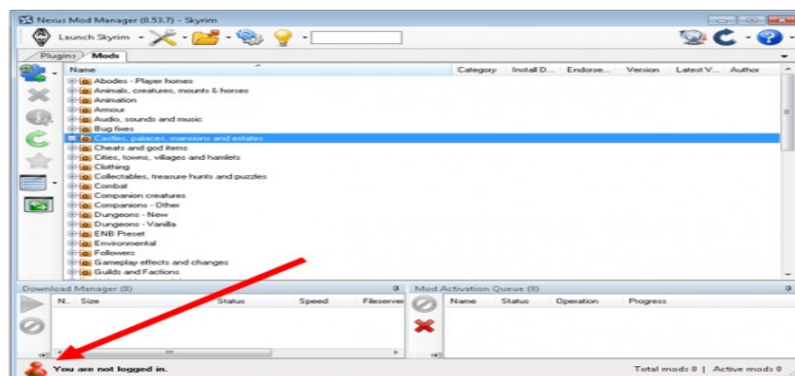 Nexus Mod Manager (0.53.7) - Skyrim
Launch Skyrim
Plugins Mods
Name Category Install D... Endorse... Version Latest V... Author
Abodes - Player homes
Animals, creatures, mounts & horses
Animation
Armour
Audio, sounds and music
Bug fixes
Castles, palaces, mansions and estates
Cheats and god items
Cities, towns, villages and hamlets
Clothing
Collectables, treasure hunts and puzzles
Combat
Companion creatures
Companions - Other
Dungeons - New
Dungeons - Vanilla
ENB Preset
Environmental
Followers
Gameplay effects and changes
Guilds and Factions
Download Manager (0) Mod Activation Queue (0)
N... Size Status Speed Fileserver Name Status Operation Progress
You are not logged in. Total mods 0 | Active mods 0